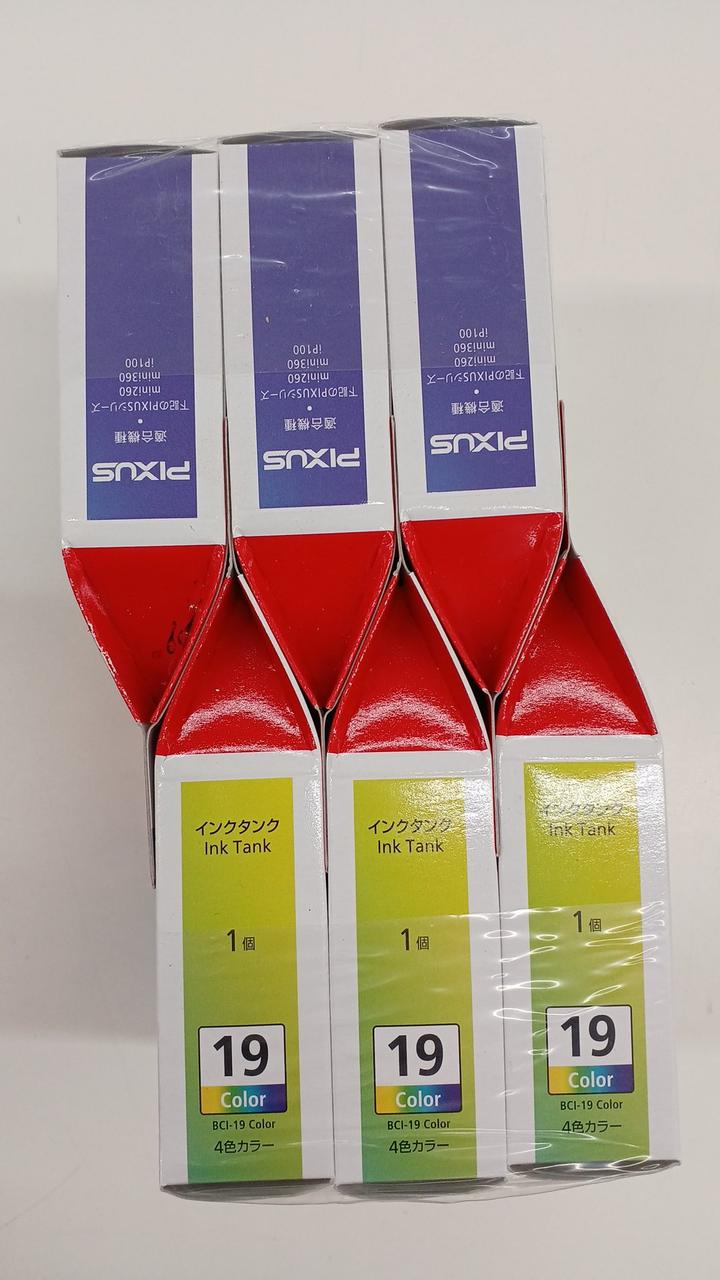 PIXUS
適合機種
●
下記のPIXUSシリーズ
mini260
mini360
iP100
PIXUS
適合機種
●
下記のPIXUSシリーズ
mini260
mini360
iP100
PIXUS
適合機種
●
下記のPIXUSシリーズ
mini260
mini360
iP100
インクタンク
Ink Tank
1個
19
Color
BCI-19 Color
4色カラー
インクタンク
Ink Tank
1個
19
Color
BCI-19 Color
4色カラー
インクタンク
Ink Tank
1個
19
Color
BCI-19 Color
4色カラー